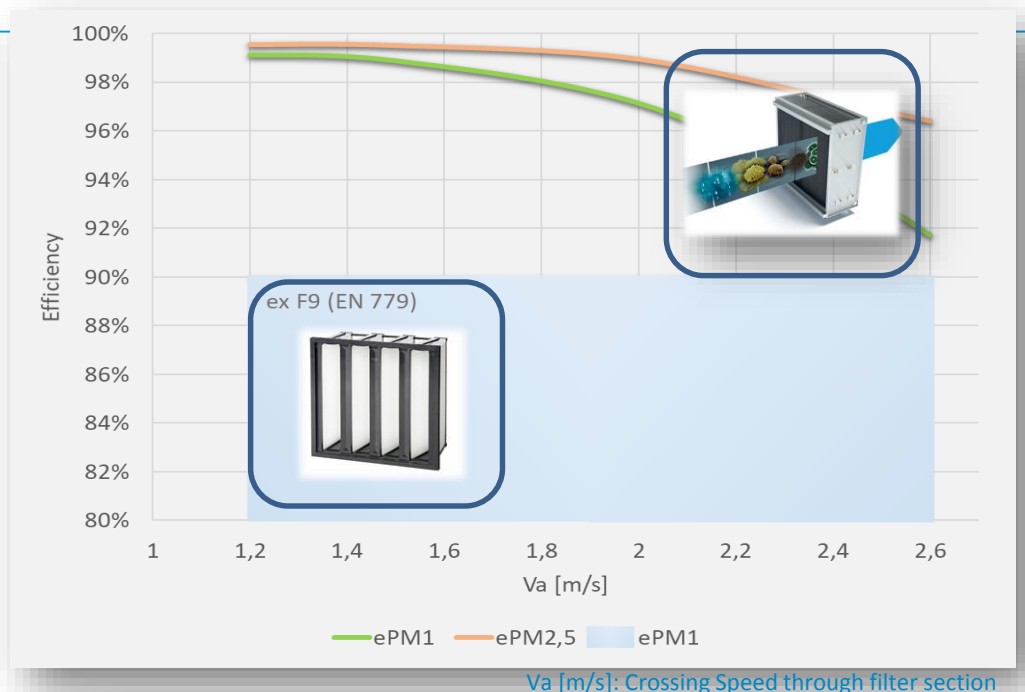 100%
98%
96%
94%
92%
90%
88%
86%
84%
82%
80%
Efficiency
ex F9 (EN 779)
1
1,2
1,4
1,6
1,8
2
2,2
2,4
2,6
Va [m/s]
ePM1
ePM2,5
ePM1
Va [m/s]: Crossing Speed through filter section